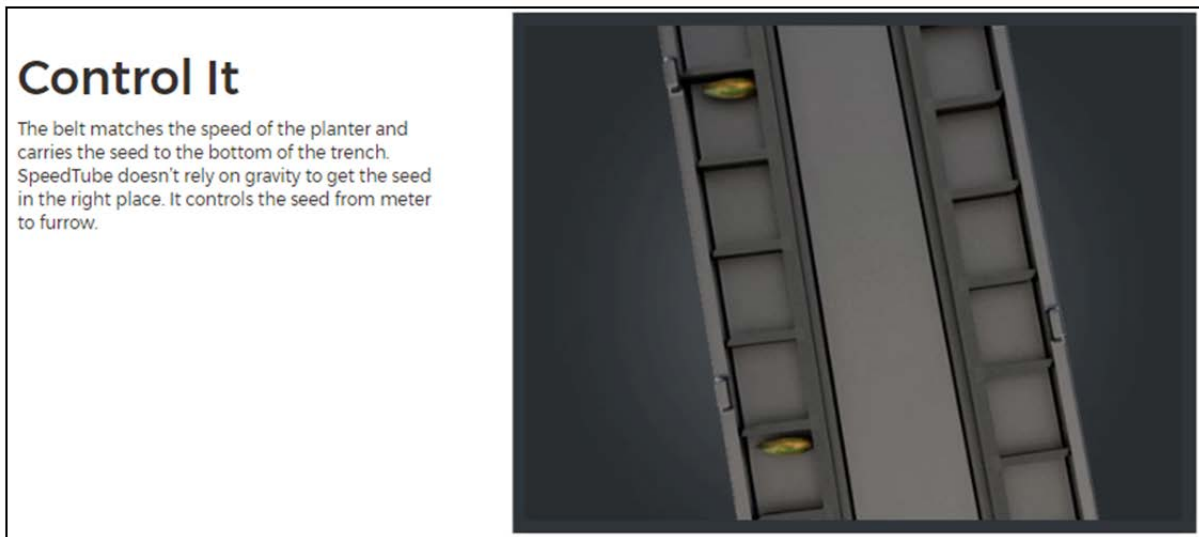 Control It
The belt matches the speed of the planter and
carries the seed to the bottom of the trench.
SpeedTube doesn't rely on gravity to get the seed
in the right place. It controls the seed from meter
to furrow.